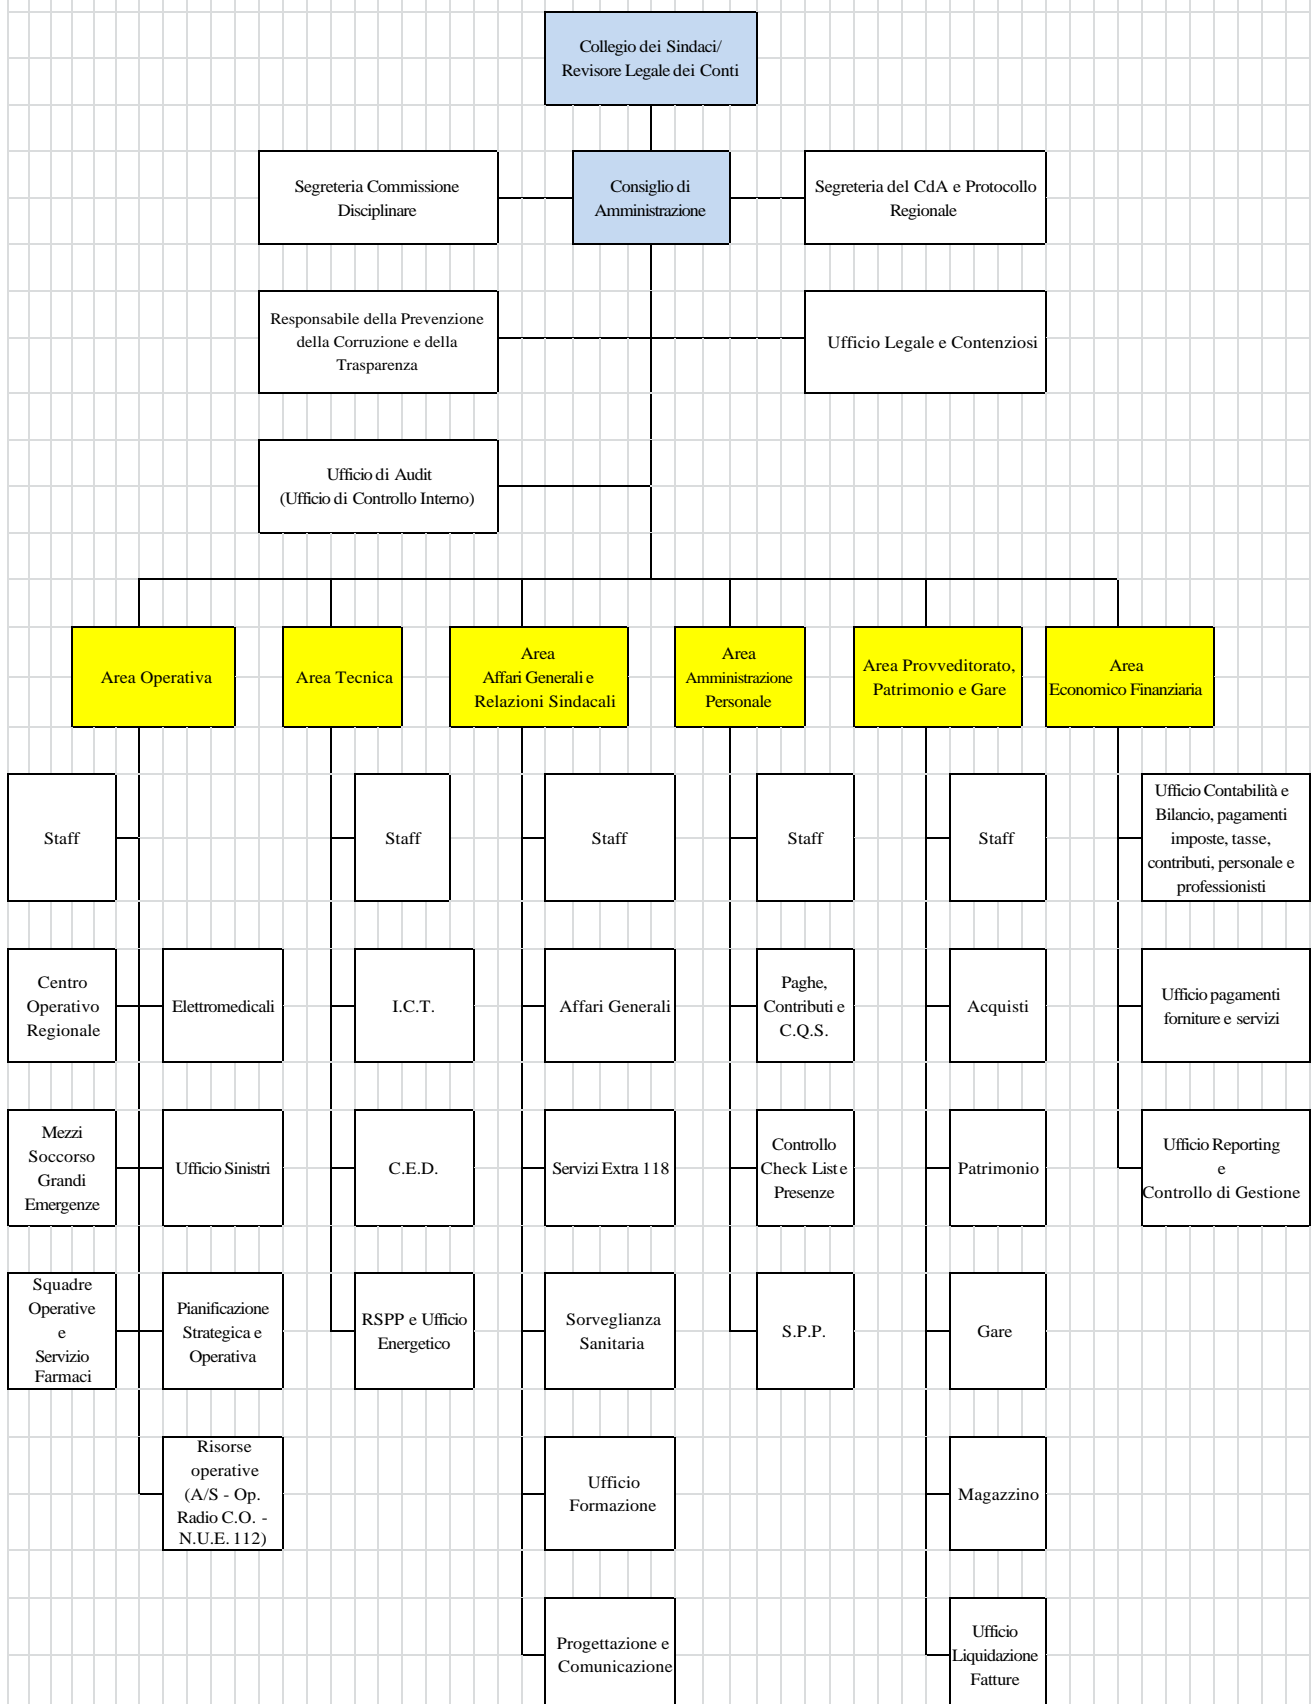 Collegio dei Sindaci/
Revisore Legale dei Conti
Segreteria Commissione
Disciplinare
Consiglio di
Amministrazione
Segreteria del CdA e Protocollo
Regionale
Responsabile della Prevenzione
della Corruzione e della
Trasparenza
Ufficio Legale e Contenziosi
Ufficio di Audit
(Ufficio di Controllo Interno)
Area Operativa
Area Tecnica
Area
Affari Generali e
Relazioni Sindacali
Area
Amministrazione
Personale
Area Provveditorato,
Patrimonio e Gare
Area
Economico Finanziaria
Staff
Staff
Staff
Staff
Staff
Ufficio Contabilità e
Bilancio, pagamenti
imposte, tasse,
contributi, personale e
professionisti
Centro
Operativo
Regionale
Elettromedicali
I.C.T.
Affari Generali
Paghe,
Contributi e
C.Q.S.
Acquisti
Ufficio pagamenti
forniture e servizi
Mezzi
Soccorso
Grandi
Emergenze
Ufficio Sinistri
C.E.D.
Servizi Extra 118
Controllo
Check List e
Presenze
Patrimonio
Ufficio Reporting
e
Controllo di Gestione
Squadre
Operative
e
Servizio
Farmaci
Pianificazione
Strategica e
Operativa
RSPP e Ufficio
Energetico
Sorveglianza
Sanitaria
S.P.P.
Gare
Risorse
operative
(A/S - Op.
Radio C.O. -
N.U.E. 112)
Ufficio
Formazione
Magazzino
Progettazione e
Comunicazione
Ufficio
Liquidazione
Fatture